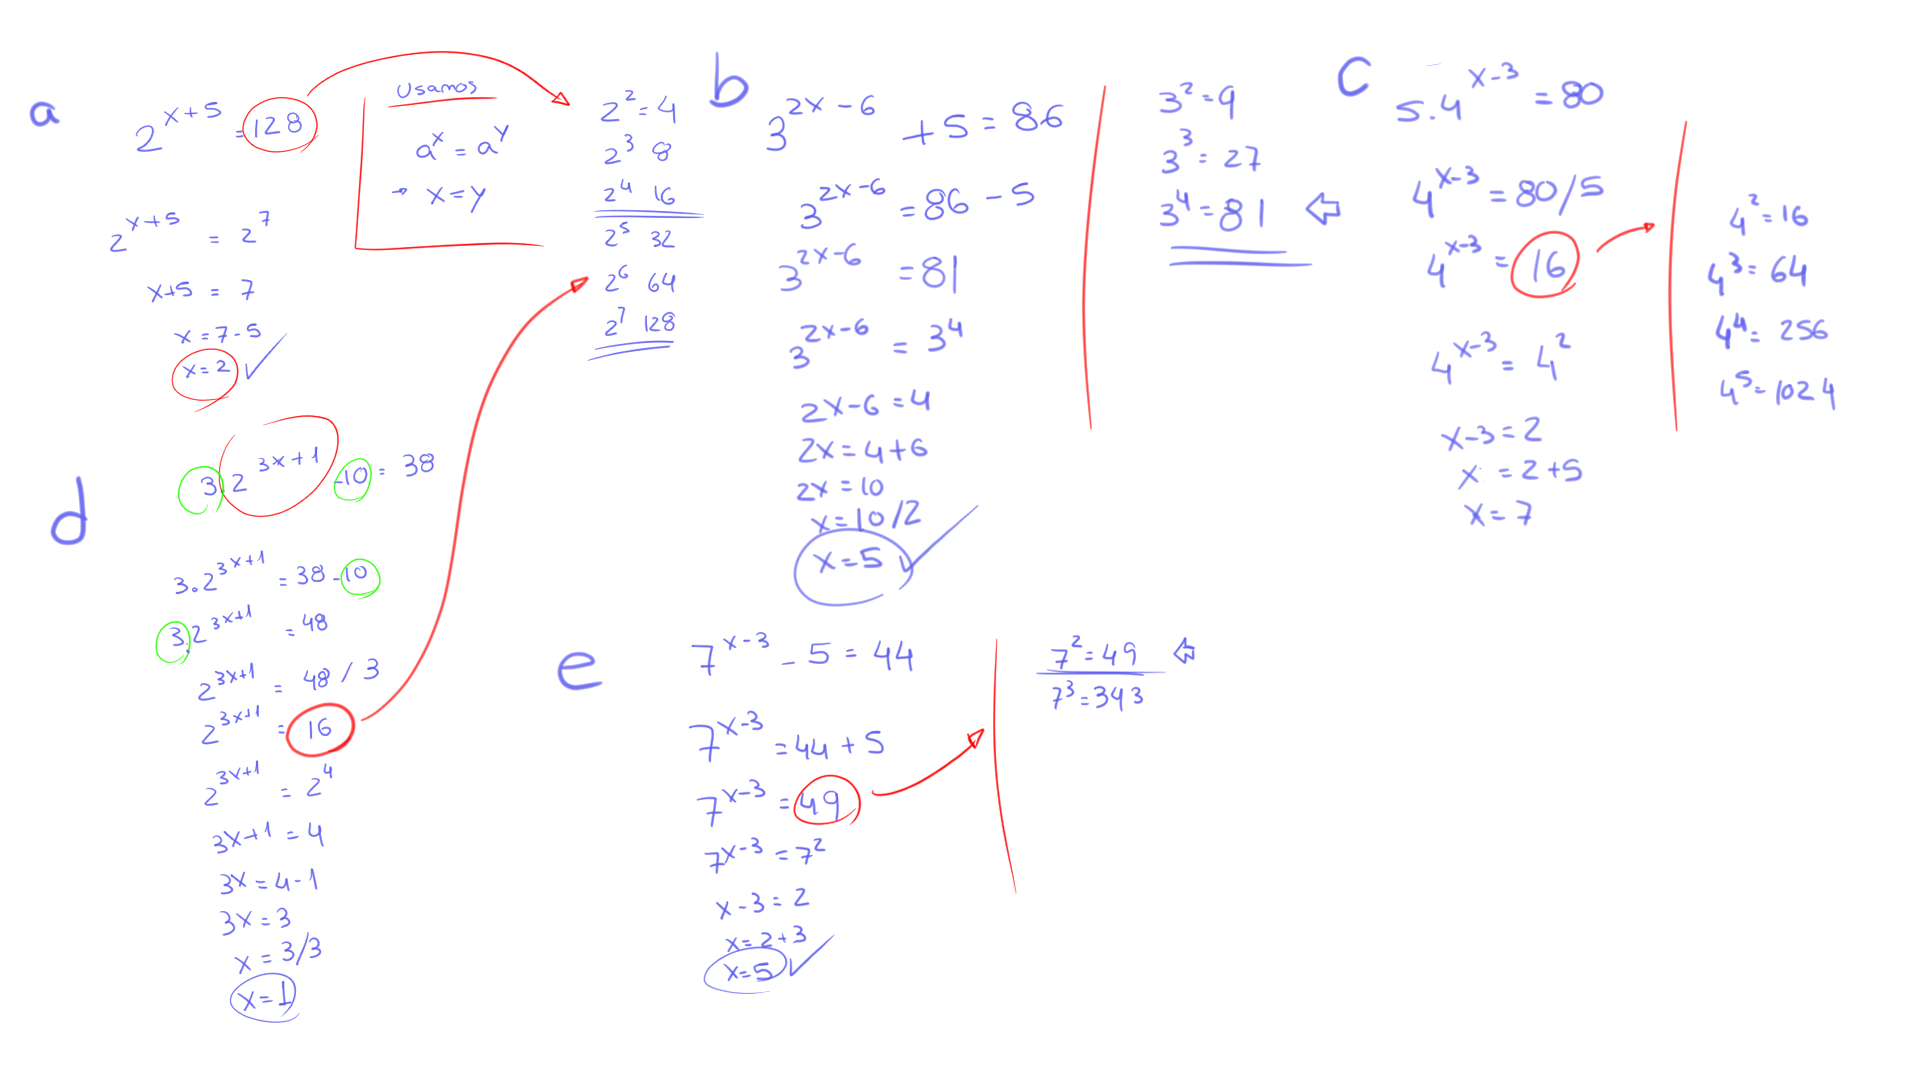 a
2^{x+5} = 128
2^{x+5} = 2^7
x+5 = 7
x = 7-5
x = 2 ✓
Usamos
a^x = a^y
→ x = y
2^2 = 4
2^3 8
2^4 16
2^5 32
2^6 64
2^7 128
b
3^{2x-6} + 5 = 86
3^{2x-6} = 86 - 5
3^{2x-6} = 81
3^{2x-6} = 3^4
2x-6 = 4
2x = 4+6
2x = 10
x = 10/2
x = 5 ✓
3^2 = 9
3^3 = 27
3^4 = 81 ⇦
c
5.4^{x-3} = 80
4^{x-3} = 80/5
4^{x-3} = 16
4^{x-3} = 4^2
x-3 = 2
x = 2+5
x = 7
4^2 = 16
4^3 = 64
4^4 = 256
4^5 = 1024
d
3.2^{3x+1} -10 = 38
3.2^{3x+1} = 38 -10
3.2^{3x+1} = 48
2^{3x+1} = 48 / 3
2^{3x+1} = 16
2^{3x+1} = 2^4
3x+1 = 4
3x = 4-1
3x = 3
x = 3/3
x = 1
e
7^{x-3} - 5 = 44
7^{x-3} = 44 + 5
7^{x-3} = 49
7^{x-3} = 7^2
x-3 = 2
x = 2+3
x = 5 ✓
7^2 = 49 ⇦
7^3 = 343